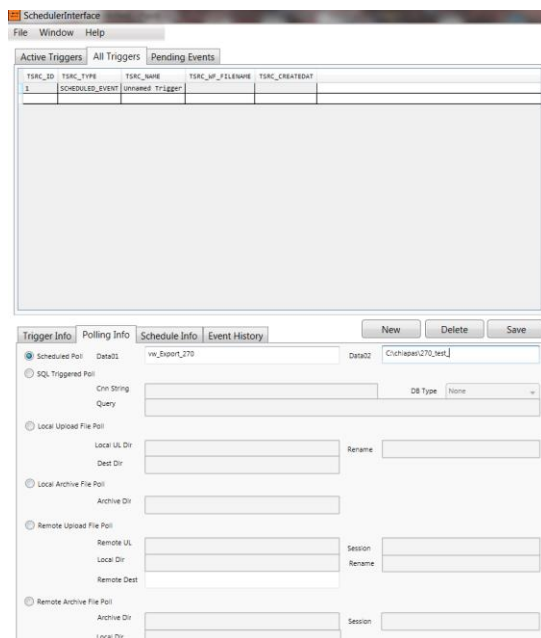 SchedulerInterface
File Window Help
Active Triggers All Triggers Pending Events
TSRC_ID TSRC_TYPE TSRC_NAME TSRC_WF_FILENAME TSRC_CREATEDAT
1 SCHEDULED_EVENT Unnamed Trigger
New Delete Save
Trigger Info Polling Info Schedule Info Event History
Scheduled Poll Data01 vw_Export_270 Data02 C:\chiapas\270_test_
SQL Triggered Poll
Cnn String DB Type None
Query
Local Upload File Poll
Local UL Dir Rename
Dest Dir
Local Archive File Poll
Archive Dir
Remote Upload File Poll
Remote UL Session
Local Dir Rename
Remote Dest
Remote Archive File Poll
Archive Dir Session
Local Dir